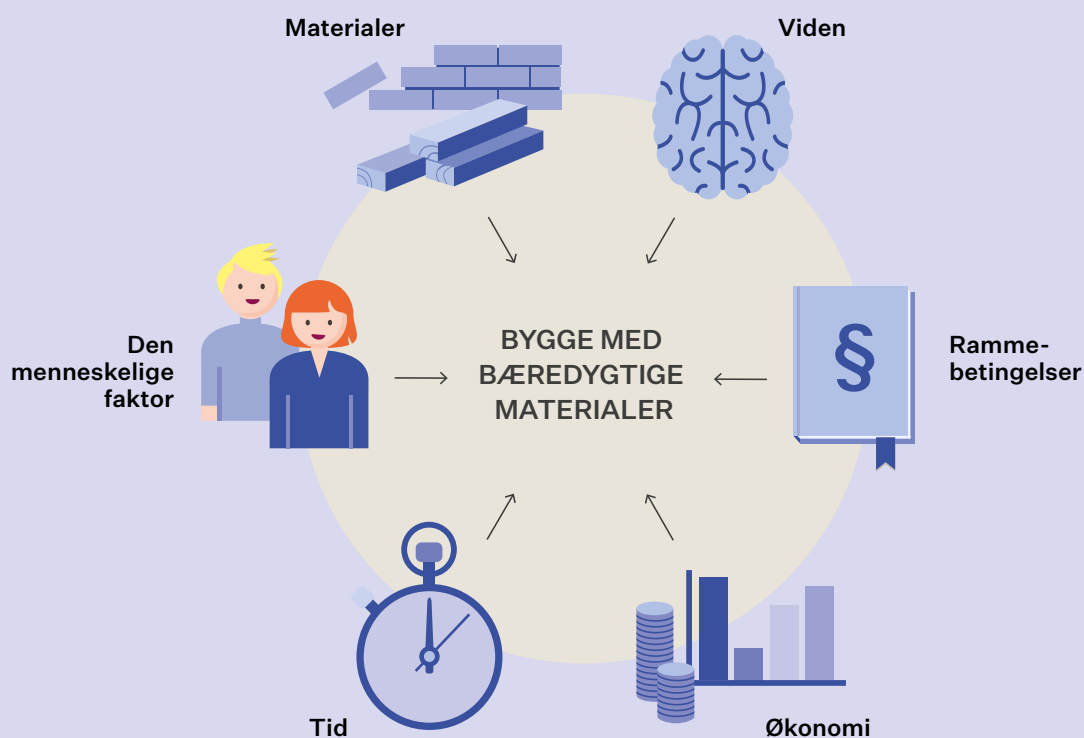 Materialer
Viden
Den
menneskelige
faktor
BYGGE MED
BÆREDYGTIGE
MATERIALER
§
Ramme-
betingelser
Tid
Økonomi